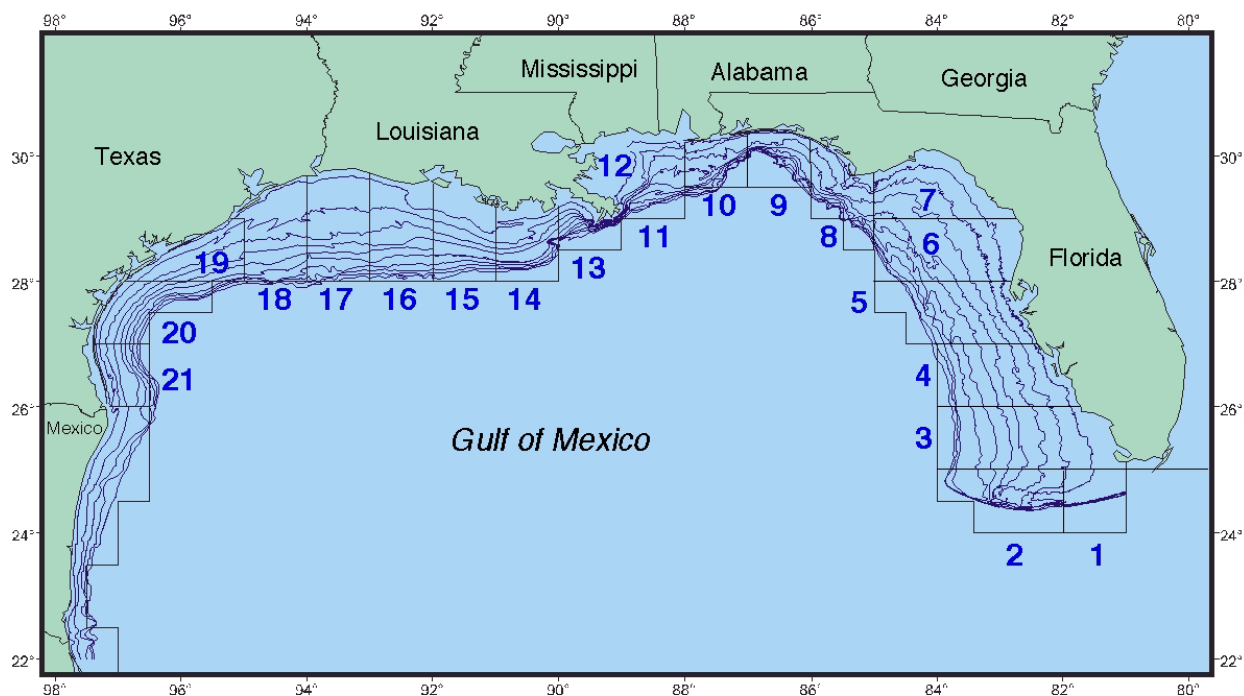 98° 96° 94° 92° 90° 88° 86° 84° 82° 80°
Mississippi Alabama Georgia
Louisiana
Texas
30° 12 30°
7
10 9
11 8 6
Florida
19 13
28° 28°
18 17 16 15 14 5
20
21 4
26° 26°
Mexico
Gulf of Mexico 3
24° 24°
2 1
22° 22°
98° 96° 94° 92° 90° 88° 86° 84° 82° 80°